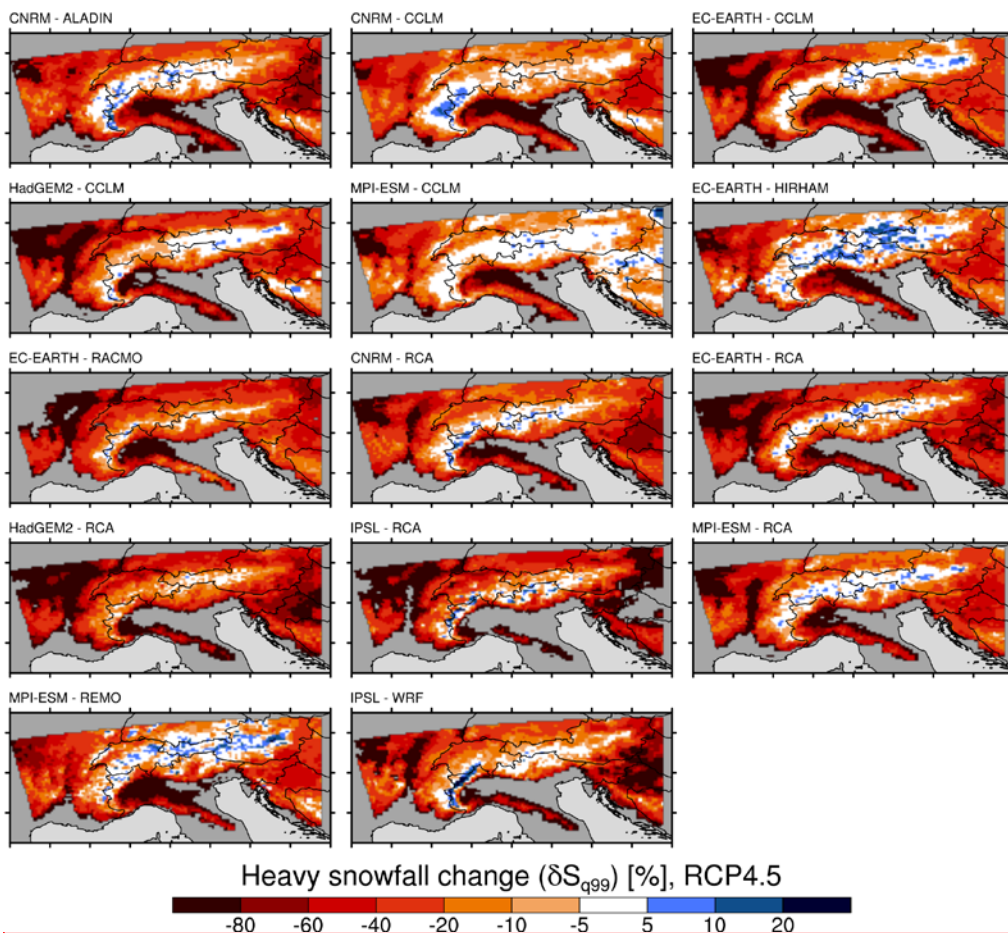 CNRM - ALADIN
CNRM - CCLM
EC-EARTH - CCLM
HadGEM2 - CCLM
MPI-ESM - CCLM
EC-EARTH - HIRHAM
EC-EARTH - RACMO
CNRM - RCA
EC-EARTH - RCA
HadGEM2 - RCA
IPSL - RCA
MPI-ESM - RCA
MPI-ESM - REMO
IPSL - WRF
Heavy snowfall change (δSq99) [%], RCP4.5
-80 -60 -40 -20 -10 -5 5 10 20